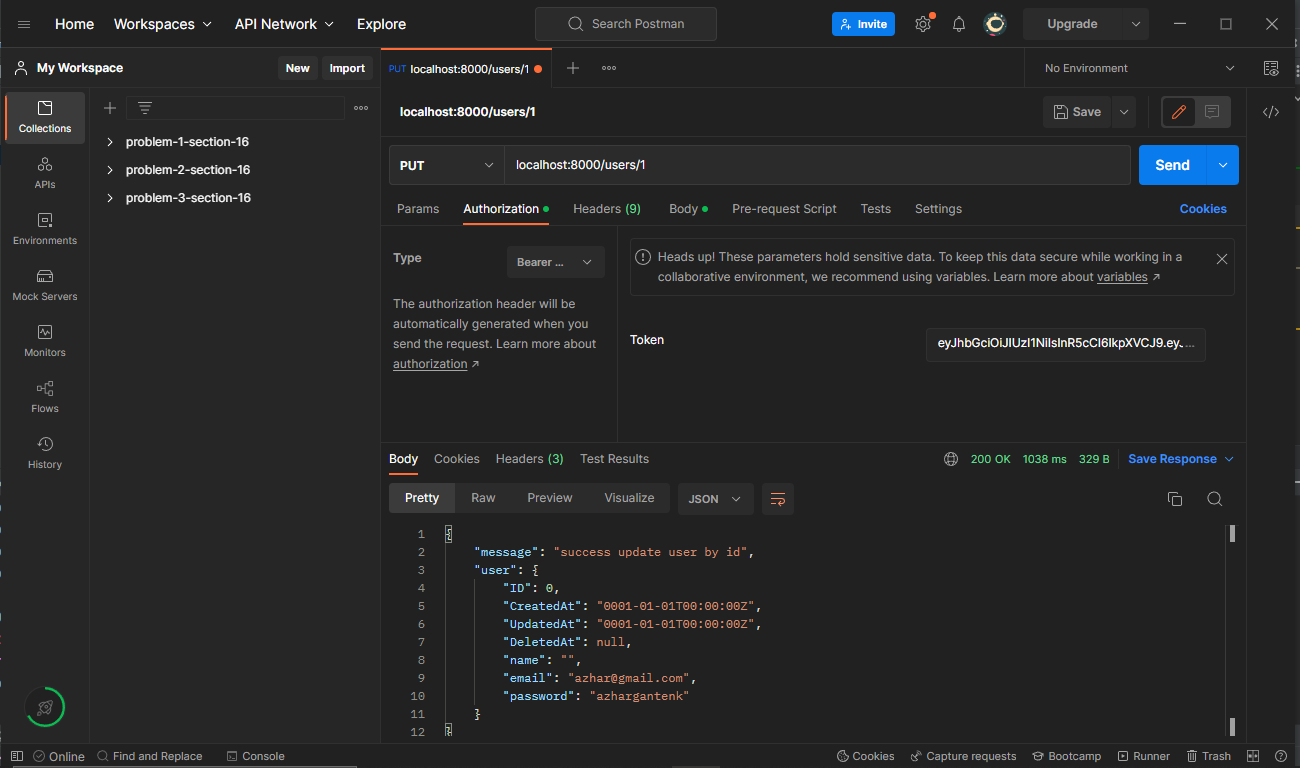 Home Workspaces API Network Explore Search Postman Invite Upgrade
My Workspace New Import PUT localhost:8000/users/1 No Environment
Collections
APIs
Environments
Mock Servers
Monitors
Flows
History
problem-1-section-16
problem-2-section-16
problem-3-section-16
localhost:8000/users/1 Save
PUT localhost:8000/users/1 Send
Params Authorization Headers (9) Body Pre-request Script Tests Settings Cookies
Type Bearer ...
The authorization header will be
automatically generated when you
send the request. Learn more about
authorization ↗
Heads up! These parameters hold sensitive data. To keep this data secure while working in a
collaborative environment, we recommend using variables. Learn more about variables ↗
Token eyJhbGciOiJIUzI1NiIsInR5cCI6IkpXVCJ9.eyJ...
Body Cookies Headers (3) Test Results 200 OK 1038 ms 329 B Save Response
Pretty Raw Preview Visualize JSON
1 {
2 "message": "success update user by id",
3 "user": {
4 "ID": 0,
5 "CreatedAt": "0001-01-01T00:00:00Z",
6 "UpdatedAt": "0001-01-01T00:00:00Z",
7 "DeletedAt": null,
8 "name": "",
9 "email": "azhar@gmail.com",
10 "password": "azhargantenk"
11 }
12 }
Online Find and Replace Console Cookies Capture requests Bootcamp Runner Trash